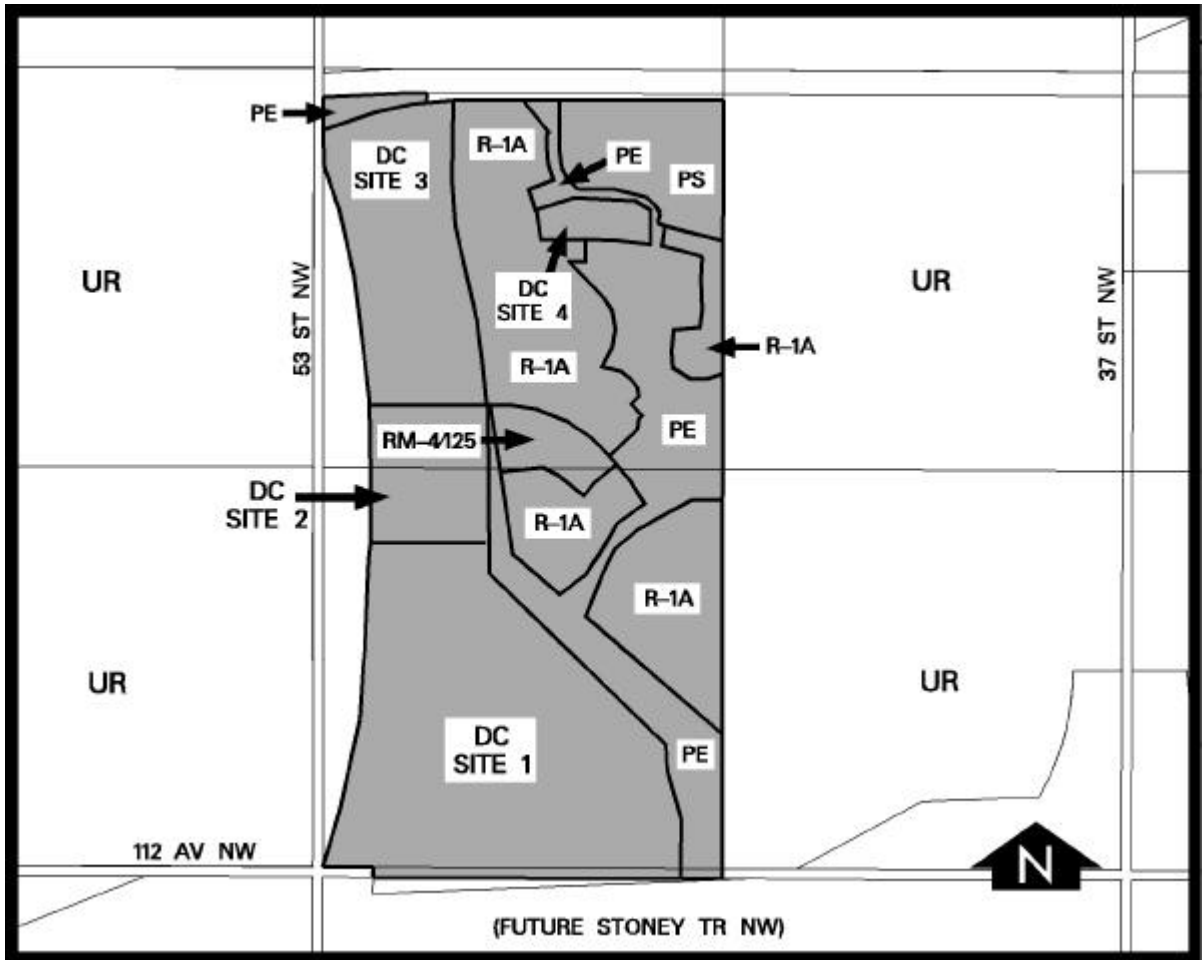 PE
R-1A
DC
SITE 3
PE
PS
UR
53 ST NW
DC
SITE 4
UR
37 ST NW
R-1A
R-1A
RM-4/125
PE
DC
SITE 2
R-1A
R-1A
UR
UR
DC
SITE 1
PE
112 AV NW
N
(FUTURE STONEY TR NW)